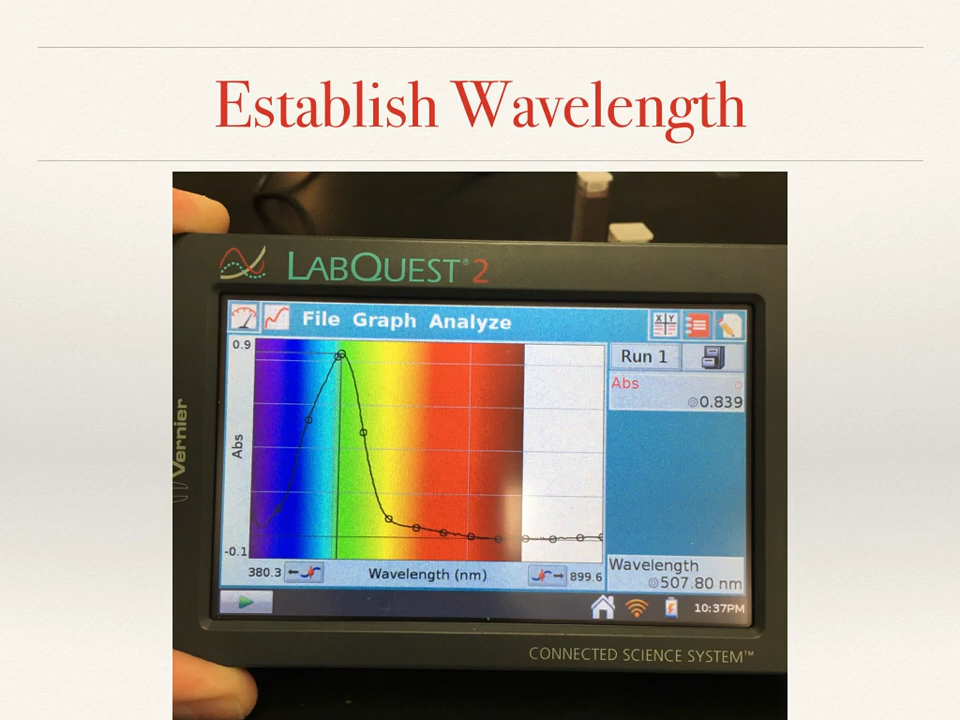 Establish Wavelength
LABQUEST® 2
File Graph Analyze
X Y
0.9
Run 1
Abs
0.839
Abs
Vernier
-0.1
380.3
Wavelength (nm)
899.6
Wavelength
507.80 nm
10:37PM
CONNECTED SCIENCE SYSTEM™